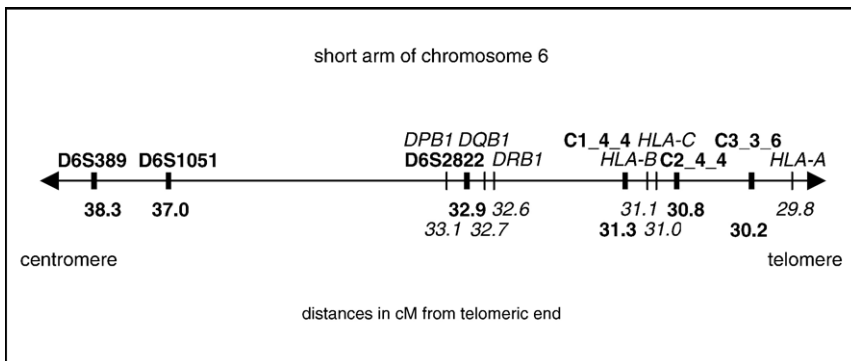 short arm of chromosome 6
DPB1 DQB1 C1_4_4 HLA-C C3_3_6
D6S389 D6S1051 D6S2822 DRB1 HLA-B C2_4_4 HLA-A
38.3 37.0 32.9 32.6 31.1 30.8 29.8
33.1 32.7 31.3 31.0 30.2
centromere telomere
distances in cM from telomeric end